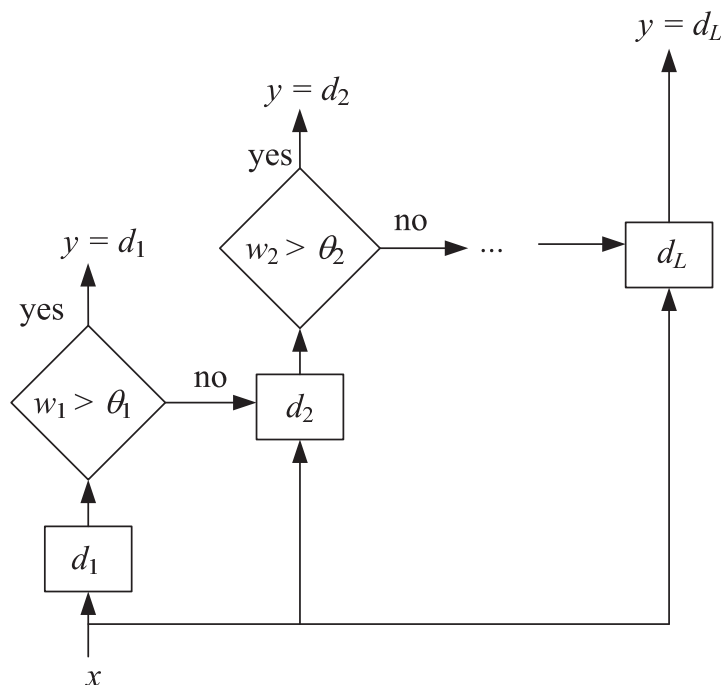 y = d_L
y = d_2
yes
no
w_2 > θ_2
...
d_L
y = d_1
yes
no
w_1 > θ_1
d_2
d_1
x